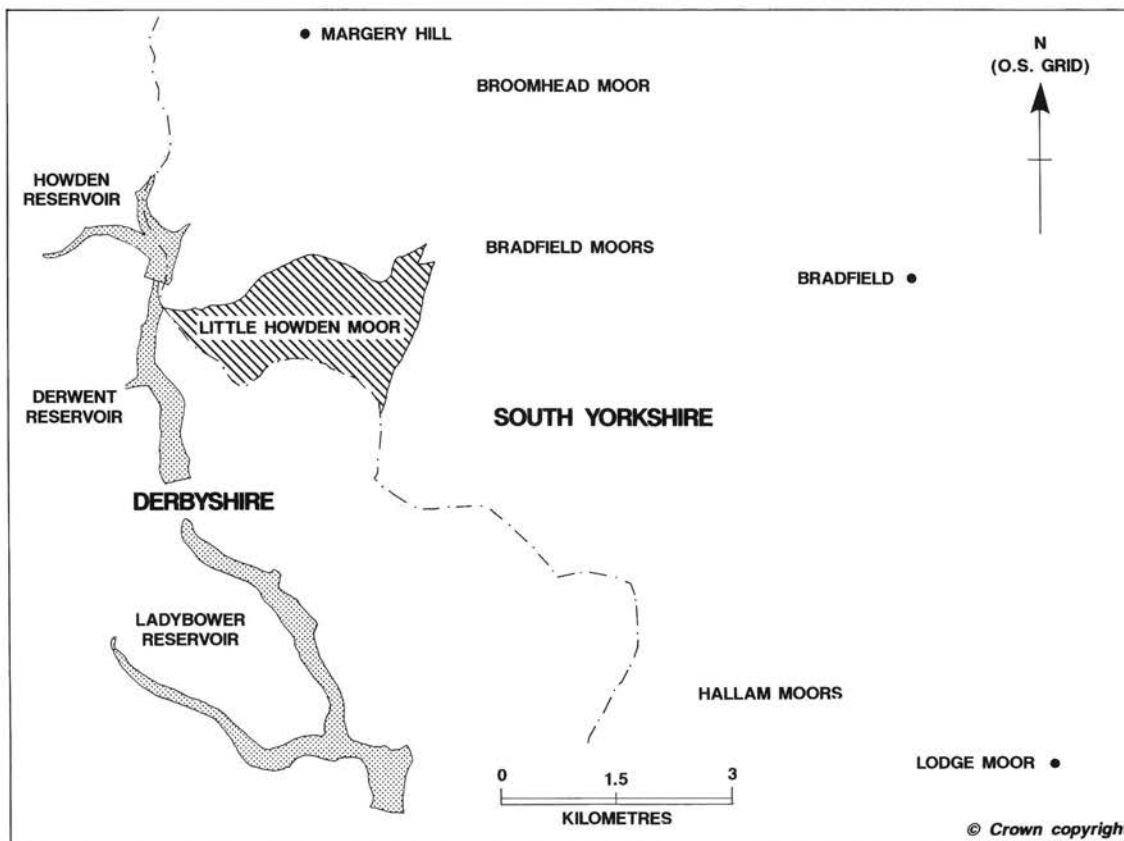 MARGERY HILL
BROOMHEAD MOOR
N
(O.S. GRID)
HOWDEN
RESERVOIR
BRADFIELD MOORS
BRADFIELD
LITTLE HOWDEN MOOR
DERWENT
RESERVOIR
SOUTH YORKSHIRE
DERBYSHIRE
LADYBOWER
RESERVOIR
HALLAM MOORS
LODGE MOOR
0 1.5 3
KILOMETRES
© Crown copyright